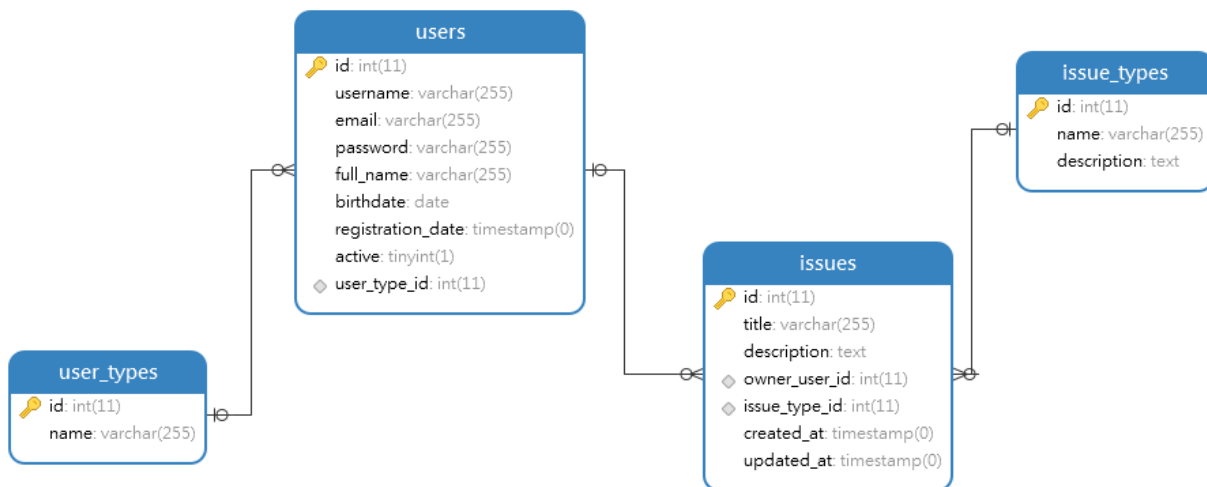 users
id: int(11)
username: varchar(255)
email: varchar(255)
password: varchar(255)
full_name: varchar(255)
birthdate: date
registration_date: timestamp(0)
active: tinyint(1)
user_type_id: int(11)
issue_types
id: int(11)
name: varchar(255)
description: text
issues
id: int(11)
title: varchar(255)
description: text
owner_user_id: int(11)
issue_type_id: int(11)
created_at: timestamp(0)
updated_at: timestamp(0)
user_types
id: int(11)
name: varchar(255)